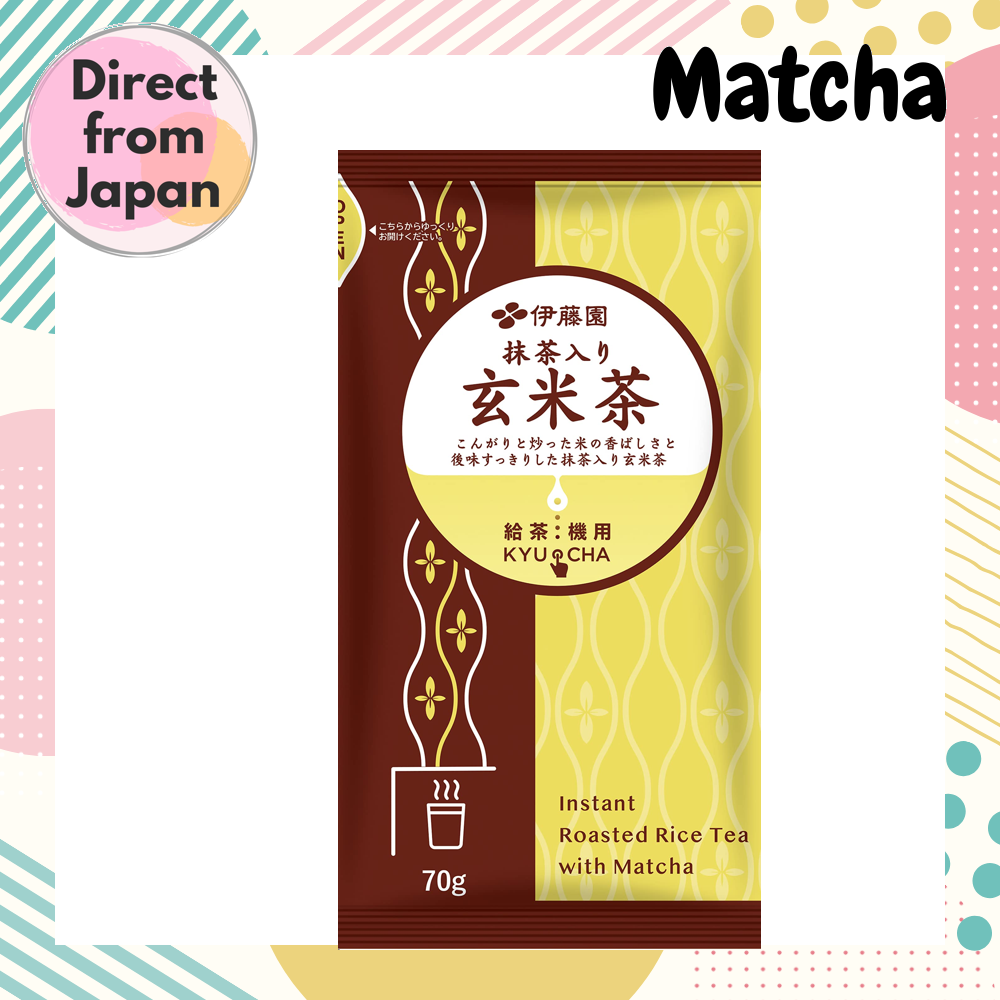 Direct
from
Japan
Matcha
OPEN
こちらからゆっくり
お開けください。
伊藤園
抹茶入り
玄米茶
こんがりと炒った米の香ばしさと
後味すっきりした抹茶入り玄米茶
給茶機用
KYU CHA
Instant
Roasted Rice Tea
with Matcha
70g